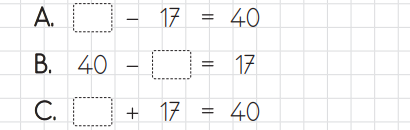 A. □ – 17 = 40
B. 40 – □ = 17
C. □ + 17 = 40